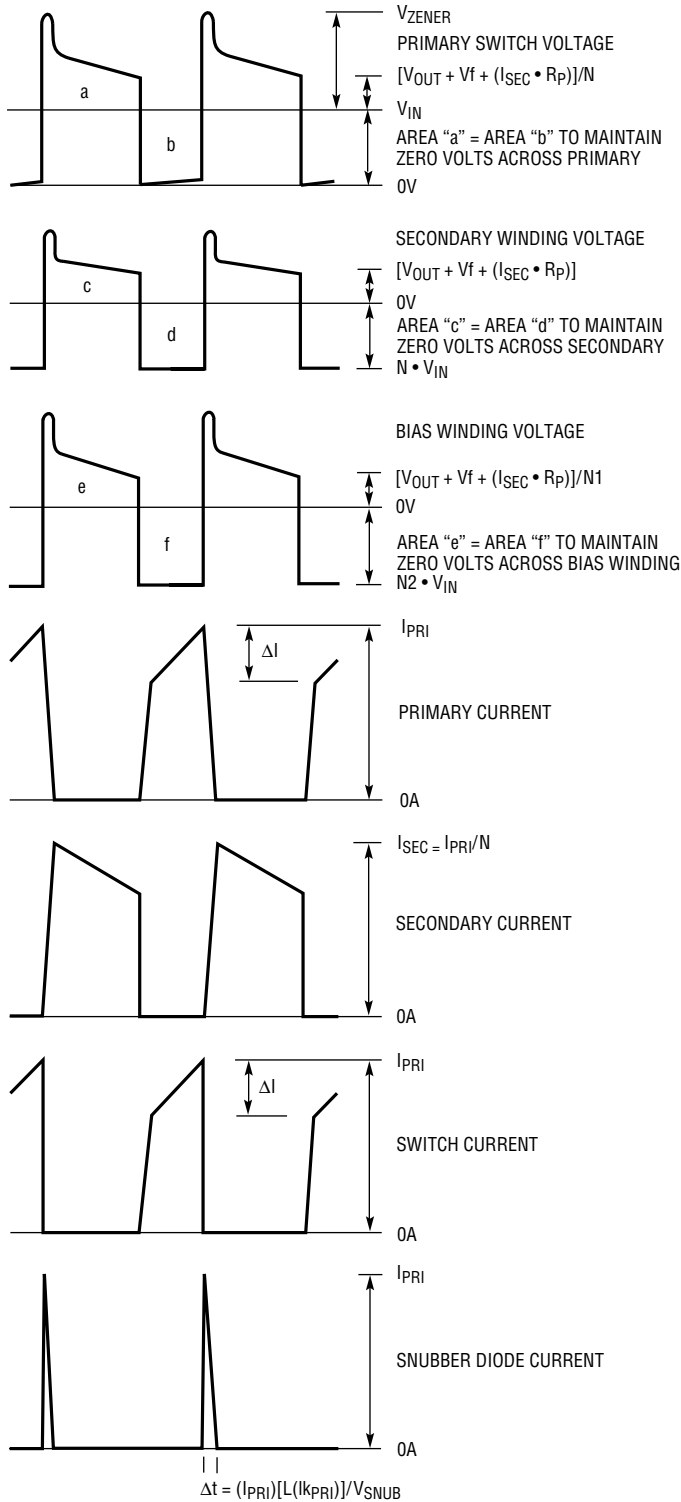 V_ZENER
PRIMARY SWITCH VOLTAGE
[V_OUT + Vf + (I_SEC • R_P)]/N
a
V_IN
b
AREA “a” = AREA “b” TO MAINTAIN
ZERO VOLTS ACROSS PRIMARY
0V
SECONDARY WINDING VOLTAGE
[V_OUT + Vf + (I_SEC • R_P)]
c
0V
d
AREA “c” = AREA “d” TO MAINTAIN
ZERO VOLTS ACROSS SECONDARY
N • V_IN
BIAS WINDING VOLTAGE
[V_OUT + Vf + (I_SEC • R_P)]/N1
e
0V
f
AREA “e” = AREA “f” TO MAINTAIN
ZERO VOLTS ACROSS BIAS WINDING
N2 • V_IN
I_PRI
ΔI
PRIMARY CURRENT
0A
I_SEC = I_PRI/N
SECONDARY CURRENT
0A
I_PRI
ΔI
SWITCH CURRENT
0A
I_PRI
SNUBBER DIODE CURRENT
0A
Δt = (I_PRI)[L(lk_PRI)]/V_SNUB